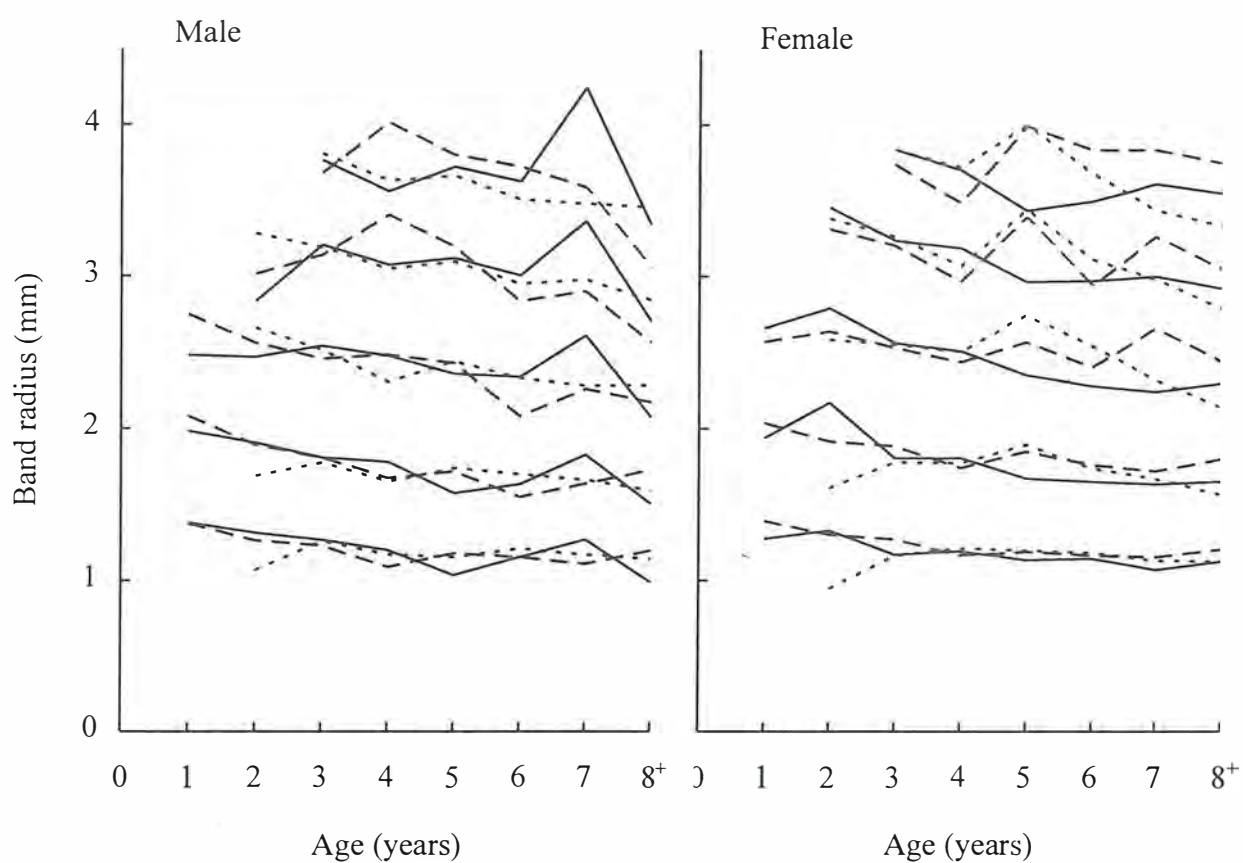 Male
Female
4
3
2
1
0
Band radius (mm)
0 1 2 3 4 5 6 7 8+
0 1 2 3 4 5 6 7 8+
Age (years)
Age (years)